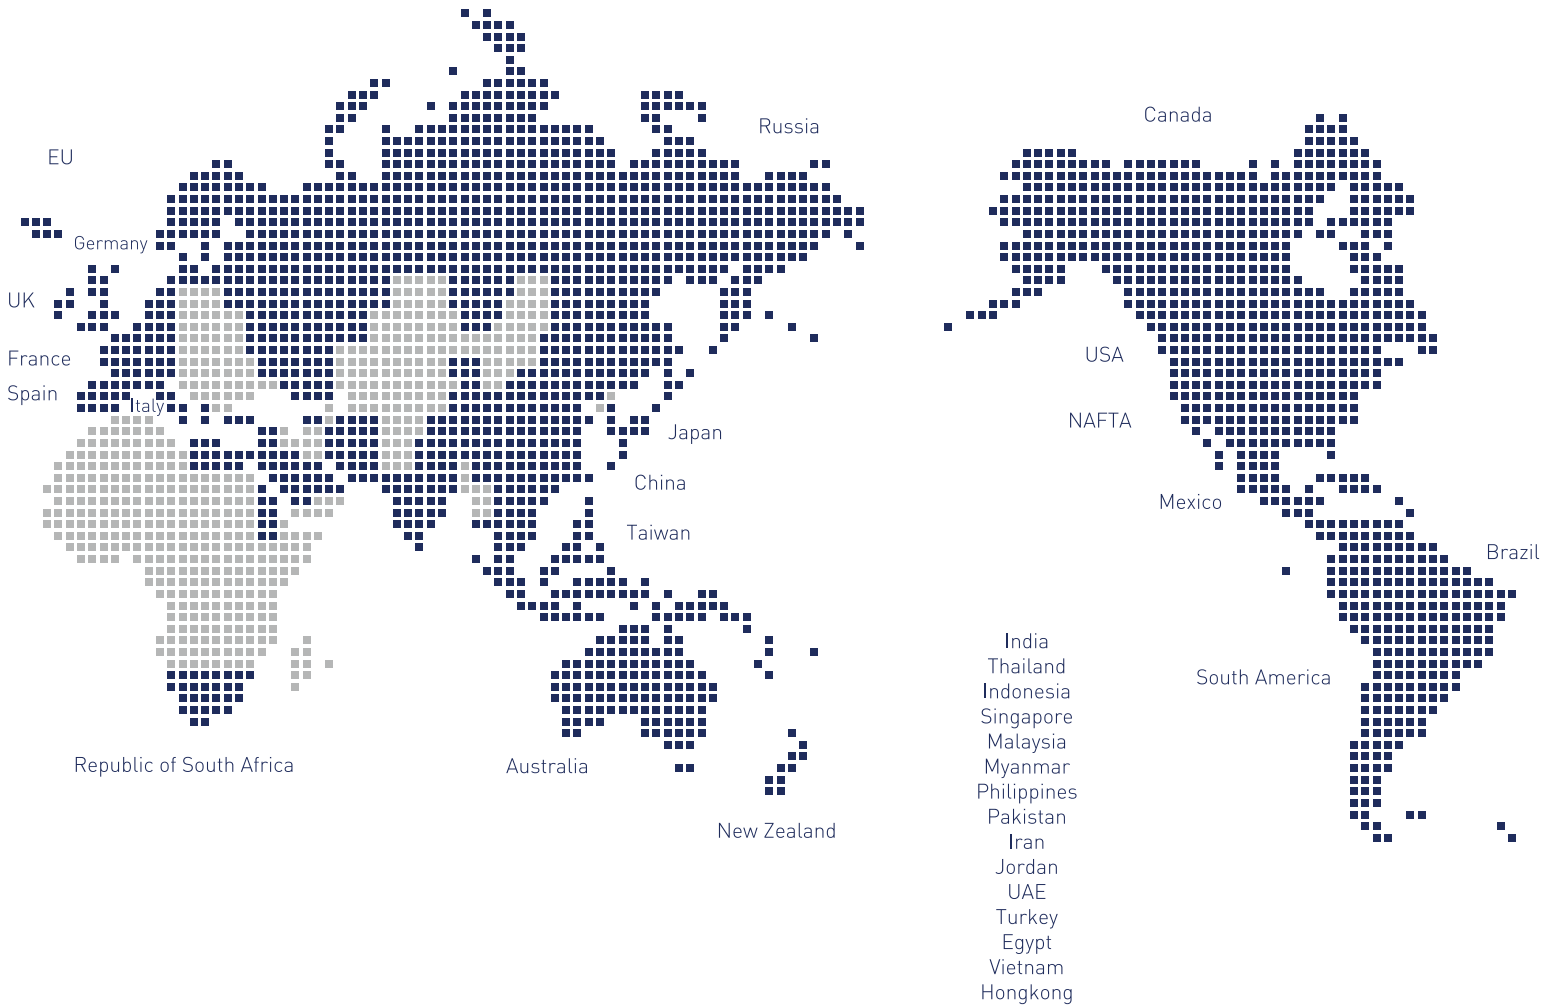 Canada
Russia
EU
Germany
UK
USA
France
Spain
Italy
NAFTA
Japan
China
Mexico
Taiwan
Brazil
India
Thailand
Indonesia
Singapore
Malaysia
Myanmar
Philippines
Pakistan
Iran
Jordan
UAE
Turkey
Egypt
Vietnam
Hongkong
South America
Republic of South Africa
Australia
New Zealand